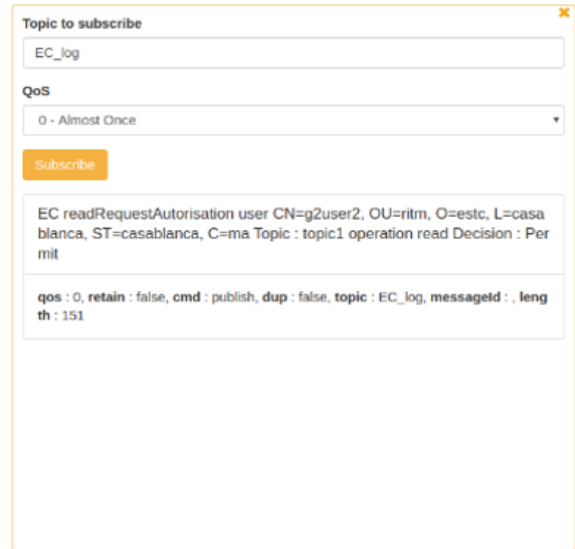 Topic to subscribe
EC_log
QoS
0 - Almost Once
Subscribe
EC readRequestAutorisation user CN=g2user2, OU=ritm, O=estc, L=casa
blanca, ST=casablanca, C=ma Topic : topic1 operation read Decision : Per
mit
qos : 0, retain : false, cmd : publish, dup : false, topic : EC_log, messageId : , leng
th : 151